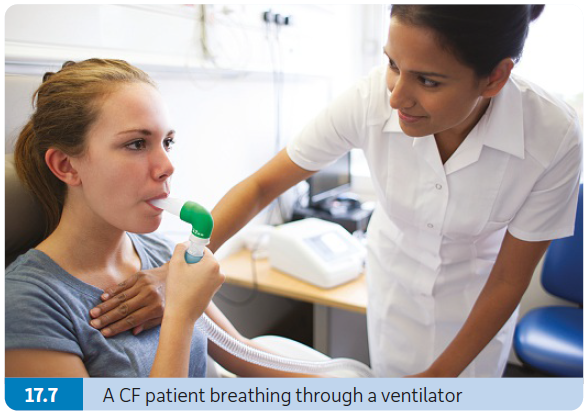 17.7 A CF patient breathing through a ventilator